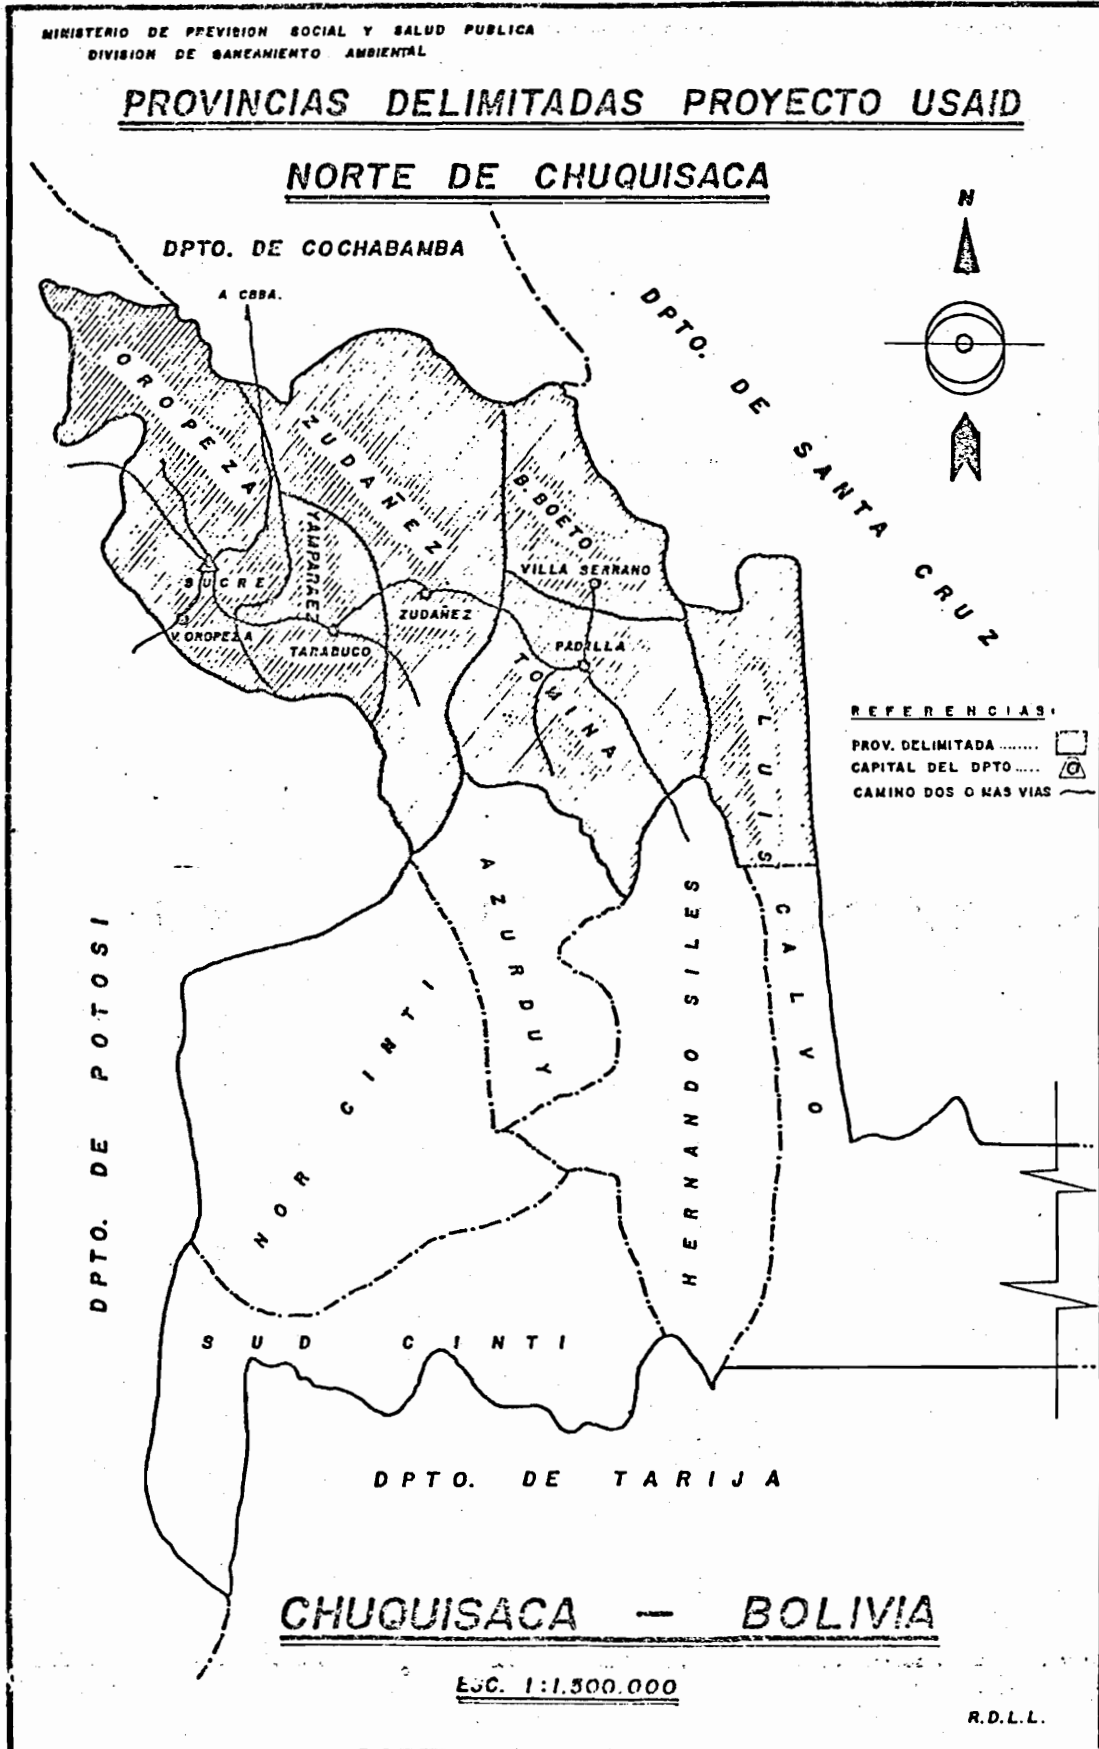 MINISTERIO DE PREVISION SOCIAL Y SALUD PUBLICA
DIVISION DE SANEAMIENTO AMBIENTAL
PROVINCIAS DELIMITADAS PROYECTO USAID
NORTE DE CHUQUISACA
N
DPTO. DE COCHABAMBA
A CBBA.
DPTO. DE SANTA CRUZ
OROPEZA
ZUDAÑEZ
B. BOETO
YAMPARAEZ
VILLA SERRANO
SUCRE
ZUDAÑEZ
V. OROPEZA
TARABUCO
PADILLA
TOMINA
LUIS CALVO
REFERENCIAS:
PROV. DELIMITADA ........
CAPITAL DEL DPTO .....
CAMINO DOS O MAS VIAS
AZURDUY
HERNANDO SILES
DPTO. DE POTOSI
NOR CINTI
SUD CINTI
DPTO. DE TARIJA
CHUQUISACA — BOLIVIA
ESC. 1:1.500.000
R.D.L.L.